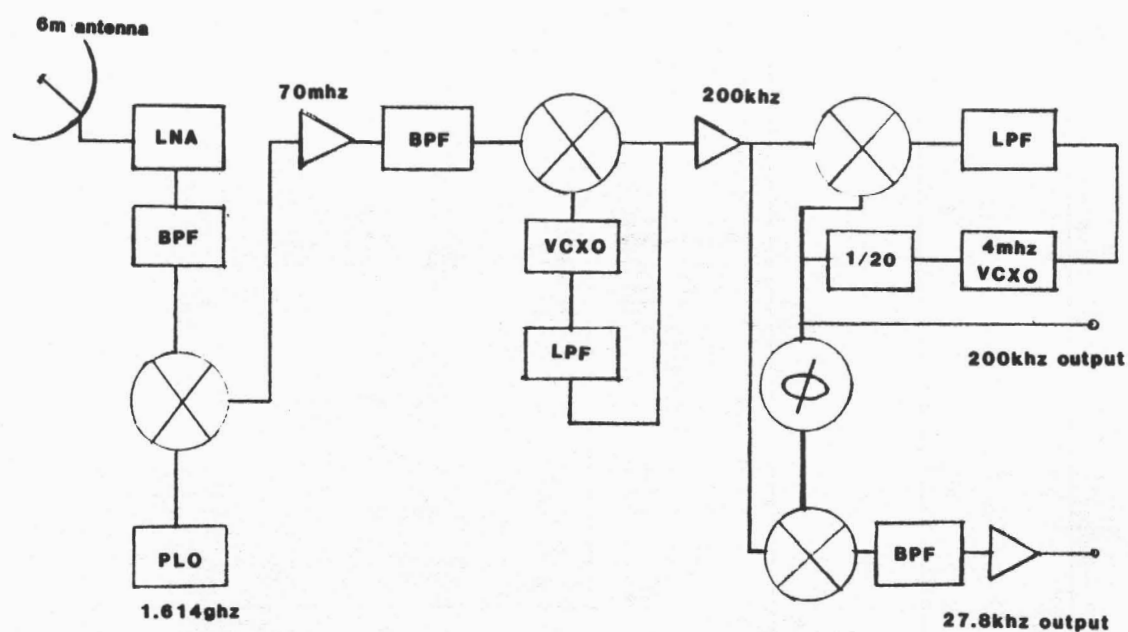 6m antenna
LNA
BPF
PLO
1.614ghz
70mhz
BPF
VCXO
LPF
200khz
LPF
1/20
4mhz
VCXO
200khz output
BPF
27.8khz output